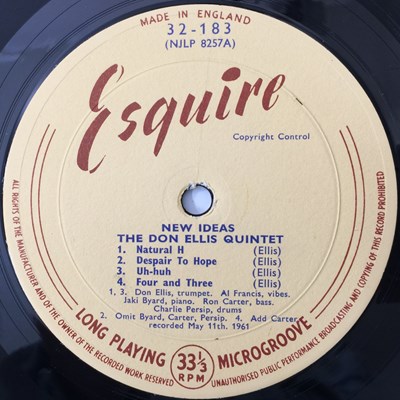 MADE IN ENGLAND
32-183
(NJLP 8257A)
Esquire
Copyright Control
NEW IDEAS
THE DON ELLIS QUINTET
1. Natural H (Ellis)
2. Despair To Hope (Ellis)
3. Uh-huh (Ellis)
4. Four and Three (Ellis)
1, 3. Don Ellis, trumpet. Al Francis, vibes.
Jaki Byard, piano. Ron Carter, bass.
Charlie Persip, drums
2. Omit Byard, Carter, Persip. 4. Add Carter.
recorded May 11th. 1961
LONG PLAYING 33⅓ RPM MICROGROOVE
ALL RIGHTS OF THE MANUFACTURER AND OF THE OWNER OF THE RECORDED WORK RESERVED
UNAUTHORISED PUBLIC PERFORMANCE BROADCASTING AND COPYING OF THIS RECORD PROHIBITED